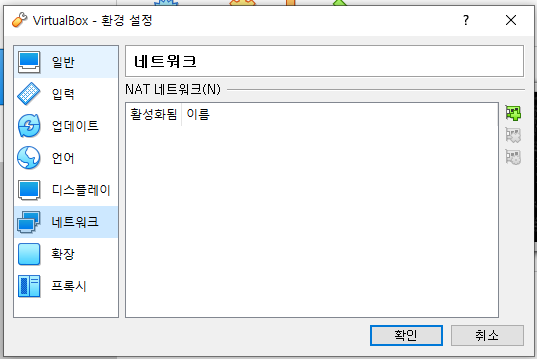 VirtualBox - 환경 설정
일반
입력
업데이트
언어
디스플레이
네트워크
확장
프록시
네트워크
NAT 네트워크(N)
활성화됨 이름
확인 취소